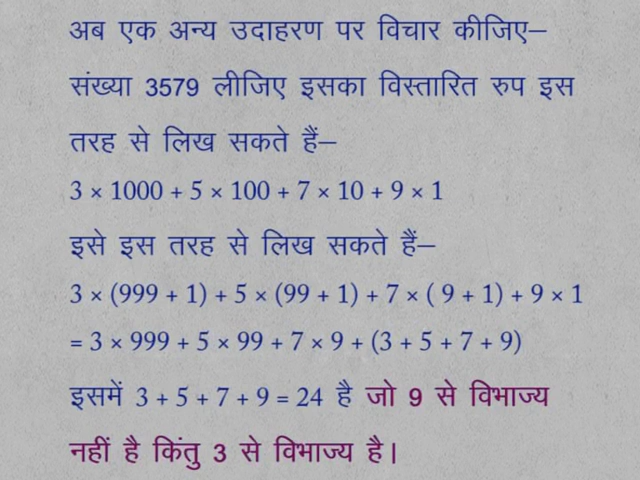 अब एक अन्य उदाहरण पर विचार कीजिए–
संख्या 3579 लीजिए इसका विस्तारित रुप इस
तरह से लिख सकते हैं–
3 × 1000 + 5 × 100 + 7 × 10 + 9 × 1
इसे इस तरह से लिख सकते हैं–
3 × (999 + 1) + 5 × (99 + 1) + 7 × ( 9 + 1) + 9 × 1
= 3 × 999 + 5 × 99 + 7 × 9 + (3 + 5 + 7 + 9)
इसमें 3 + 5 + 7 + 9 = 24 है जो 9 से विभाज्य
नहीं है किंतु 3 से विभाज्य है।